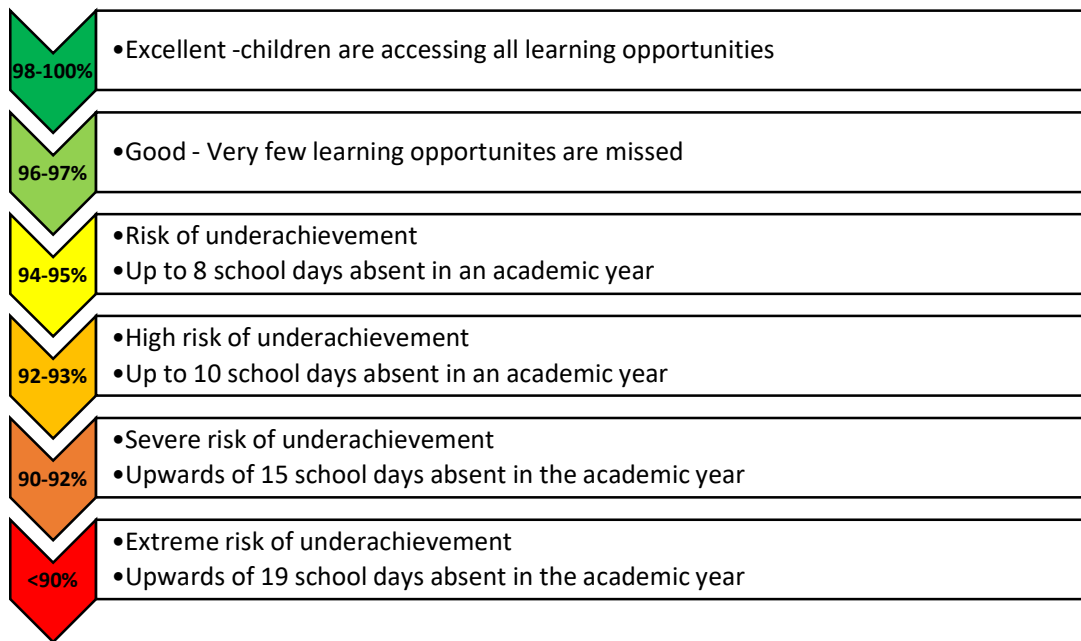 98-100%
•Excellent -children are accessing all learning opportunities
96-97%
•Good - Very few learning opportunites are missed
94-95%
•Risk of underachievement
•Up to 8 school days absent in an academic year
92-93%
•High risk of underachievement
•Up to 10 school days absent in an academic year
90-92%
•Severe risk of underachievement
•Upwards of 15 school days absent in the academic year
<90%
•Extreme risk of underachievement
•Upwards of 19 school days absent in the academic year